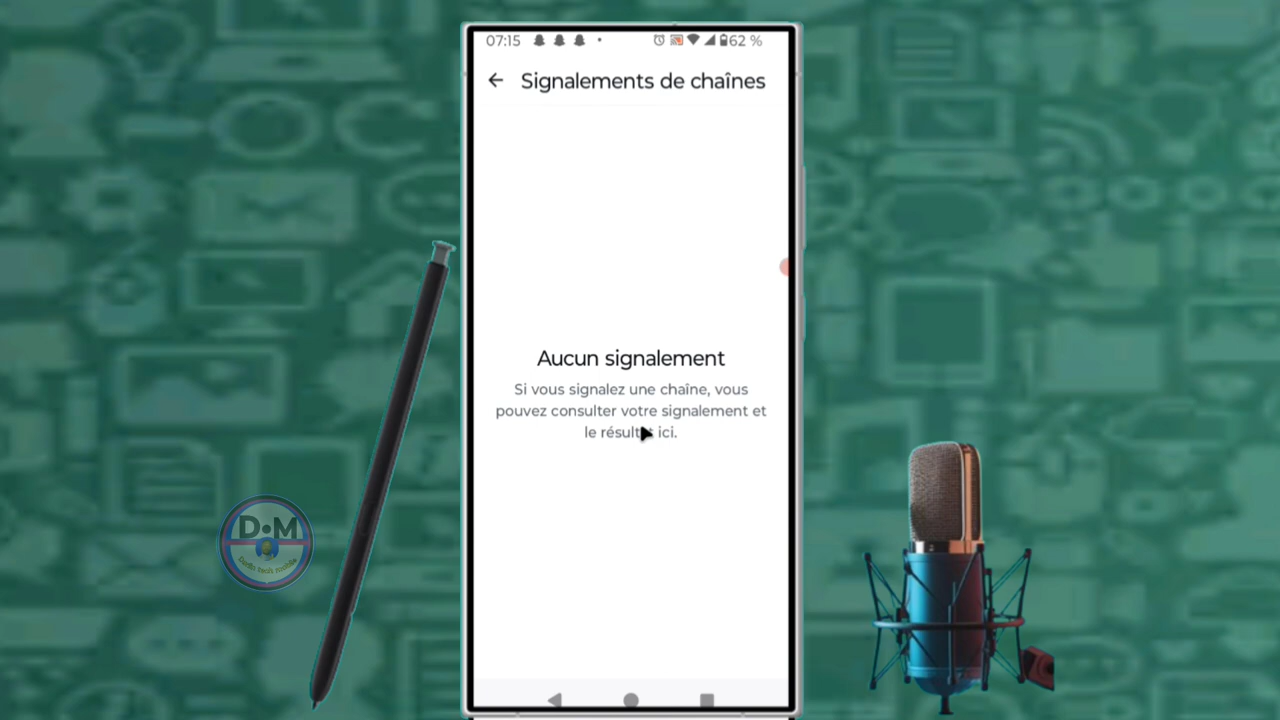 07:15
62 %
Signalements de chaînes
Aucun signalement
Si vous signalez une chaîne, vous
pouvez consulter votre signalement et
le ici.
D•M